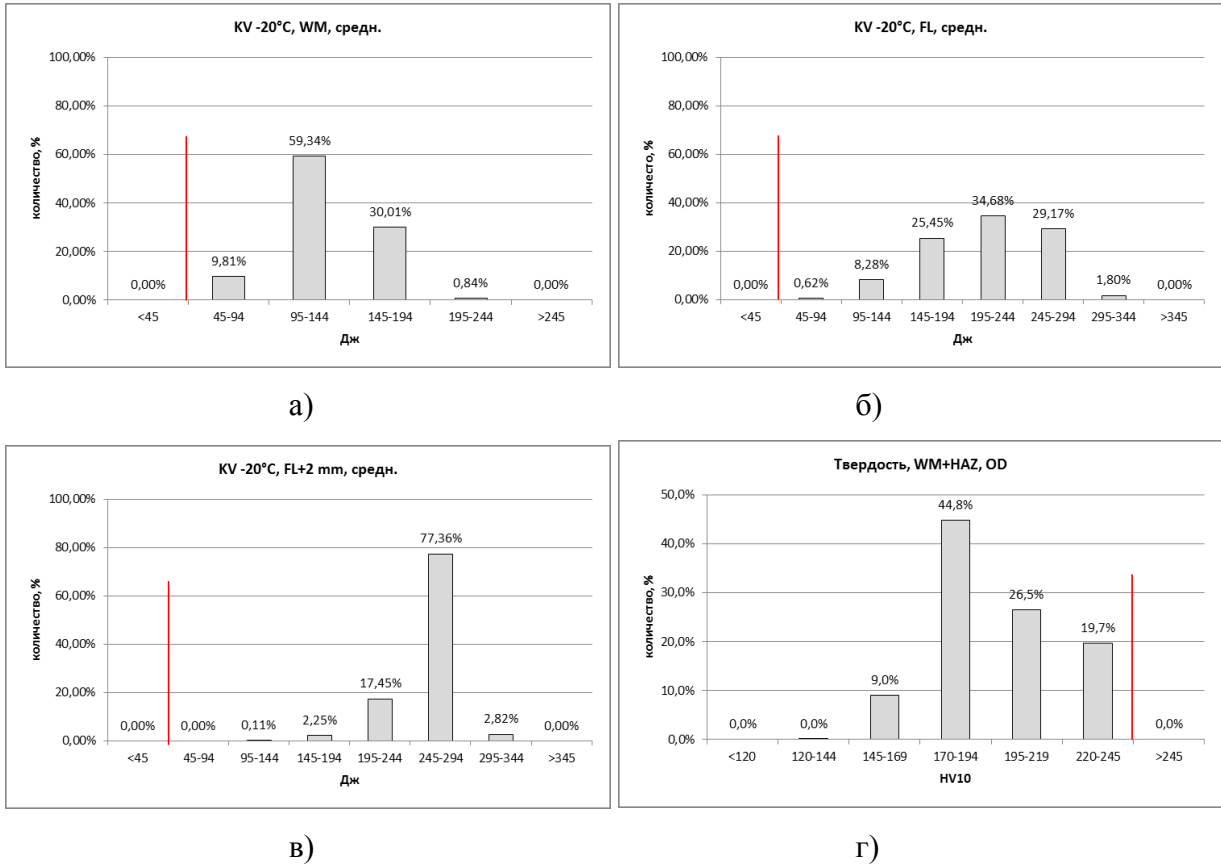 KV -20°C, WM, средн.
100,00%
80,00%
60,00%
40,00%
20,00%
0,00%
количество, %
0,00%
9,81%
59,34%
30,01%
0,84%
0,00%
<45 45-94 95-144 145-194 195-244 >245
Дж
а)
KV -20°C, FL, средн.
100,00%
80,00%
60,00%
40,00%
20,00%
0,00%
количесто, %
0,00%
0,62%
8,28%
25,45%
34,68%
29,17%
1,80%
0,00%
<45 45-94 95-144 145-194 195-244 245-294 295-344 >345
Дж
б)
KV -20°C, FL+2 mm, средн.
100,00%
80,00%
60,00%
40,00%
20,00%
0,00%
количество, %
0,00%
0,00%
0,11%
2,25%
17,45%
77,36%
2,82%
0,00%
<45 45-94 95-144 145-194 195-244 245-294 295-344 >345
Дж
в)
Твердость, WM+HAZ, OD
50,0%
40,0%
30,0%
20,0%
10,0%
0,0%
количество, %
0,0%
0,0%
9,0%
44,8%
26,5%
19,7%
0,0%
<120 120-144 145-169 170-194 195-219 220-245 >245
HV10
г)